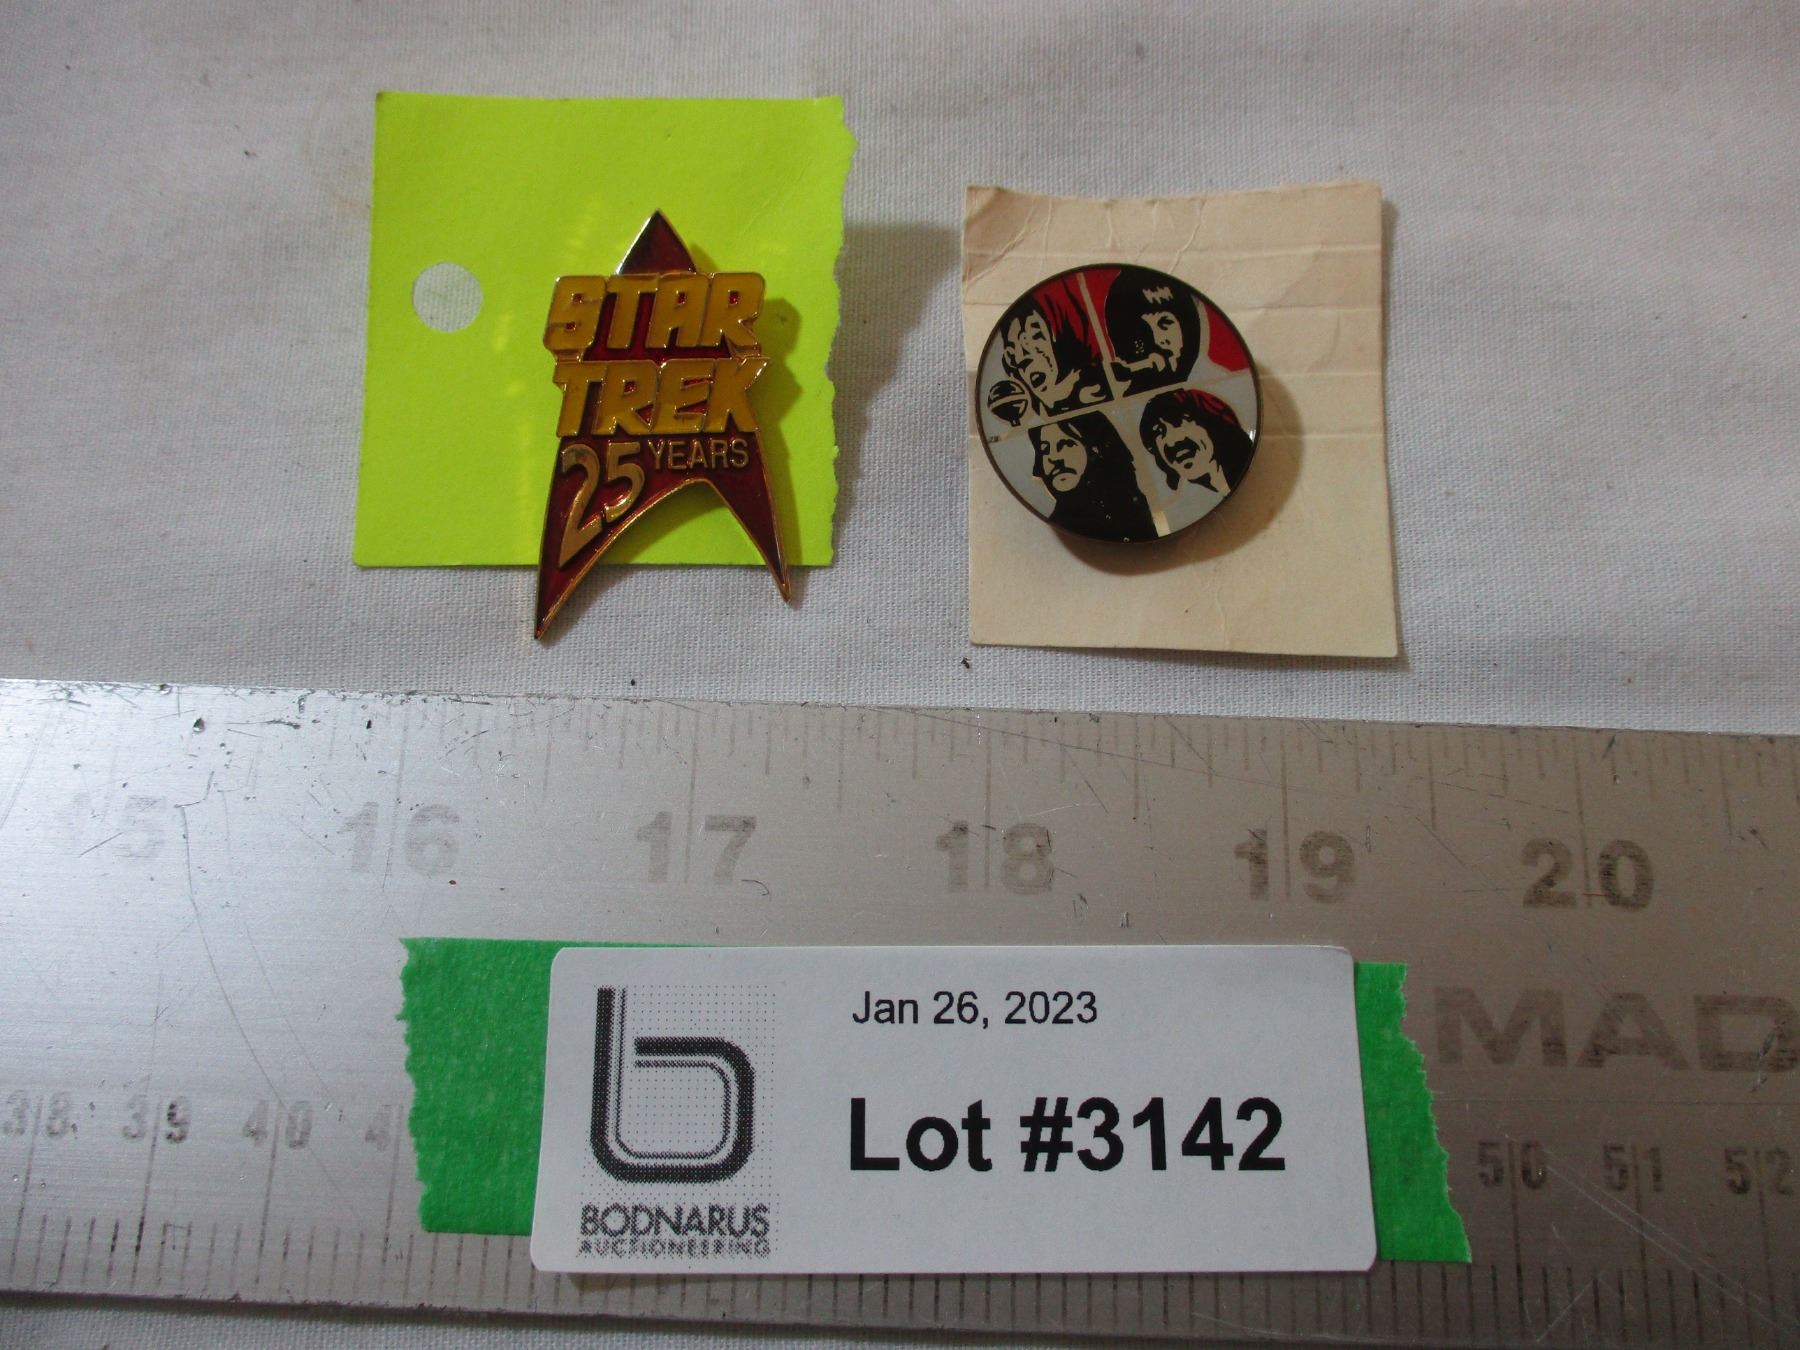 STAR
TREK
25 YEARS
15 16 17 18 19 20
MAD
38 39 40 4
50 51 52
Jan 26, 2023
Lot #3142
b
BODNARUS
AUCTIONEERING